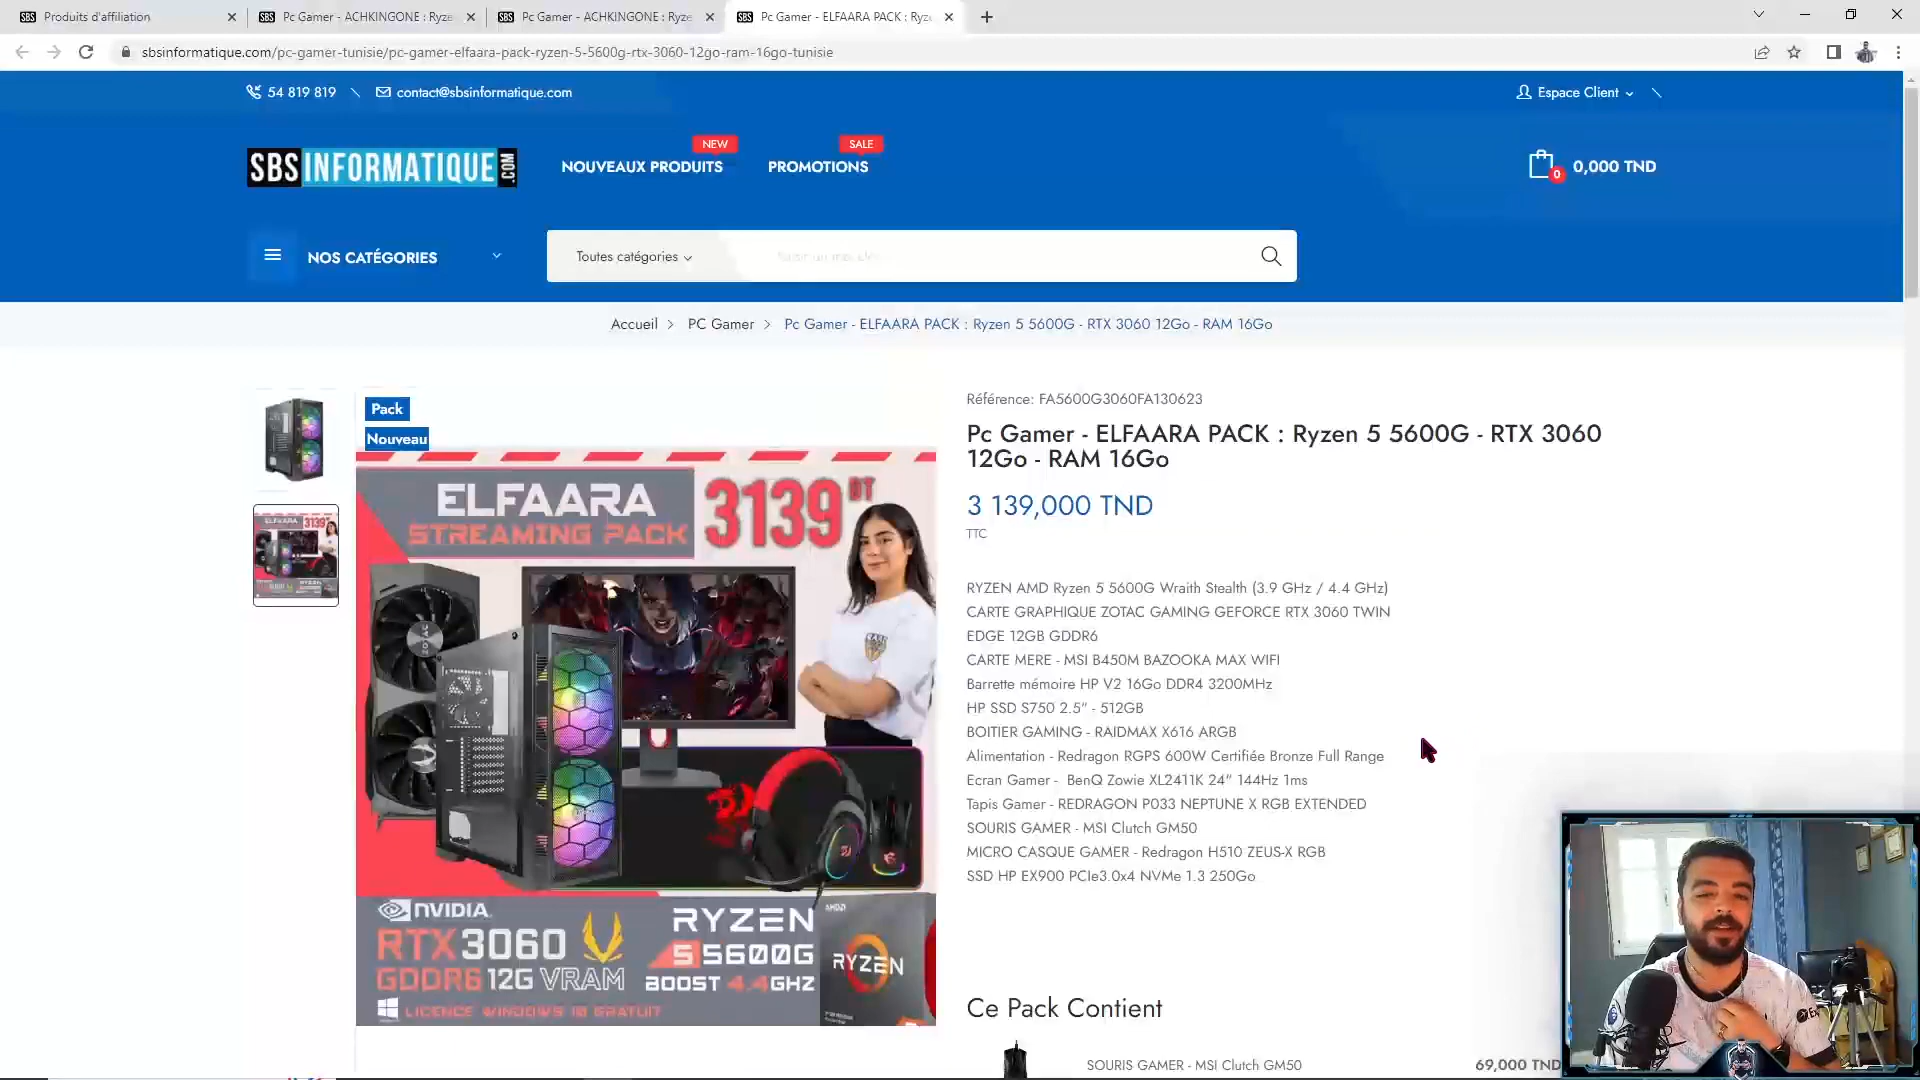 Produits d'affiliation
Pc Gamer - ACHKINGONE : Ryze
Pc Gamer - ACHKINGONE : Ryze
Pc Gamer - ELFAARA PACK : Ryz
sbsinformatique.com/pc-gamer-tunisie/pc-gamer-elfaara-pack-ryzen-5-5600g-rtx-3060-12go-ram-16go-tunisie
54 819 819
contact@sbsinformatique.com
Espace Client
SBSINFORMATIQUE.COM
NOUVEAUX PRODUITS
NEW
PROMOTIONS
SALE
0
0,000 TND
NOS CATÉGORIES
Toutes catégories
Accueil > PC Gamer > Pc Gamer - ELFAARA PACK : Ryzen 5 5600G - RTX 3060 12Go - RAM 16Go
Pack
Nouveau
ELFAARA
STREAMING PACK
3139DT
NVIDIA.
RTX3060
GDDR6 12G VRAM
LICENCE WINDOWS 10 GRATUIT
RYZEN
5 5600G
BOOST 4.4GHZ
AMD
RYZEN
Référence: FA5600G3060FA130623
Pc Gamer - ELFAARA PACK : Ryzen 5 5600G - RTX 3060
12Go - RAM 16Go
3 139,000 TND
TTC
RYZEN AMD Ryzen 5 5600G Wraith Stealth (3.9 GHz / 4.4 GHz)
CARTE GRAPHIQUE ZOTAC GAMING GEFORCE RTX 3060 TWIN
EDGE 12GB GDDR6
CARTE MERE - MSI B450M BAZOOKA MAX WIFI
Barrette mémoire HP V2 16Go DDR4 3200MHz
HP SSD S750 2.5" - 512GB
BOITIER GAMING - RAIDMAX X616 ARGB
Alimentation - Redragon RGPS 600W Certifiée Bronze Full Range
Ecran Gamer - BenQ Zowie XL2411K 24" 144Hz 1ms
Tapis Gamer - REDRAGON P033 NEPTUNE X RGB EXTENDED
SOURIS GAMER - MSI Clutch GM50
MICRO CASQUE GAMER - Redragon H510 ZEUS-X RGB
SSD HP EX900 PCIe3.0x4 NVMe 1.3 250Go
Ce Pack Contient
SOURIS GAMER - MSI Clutch GM50
69,000 TND